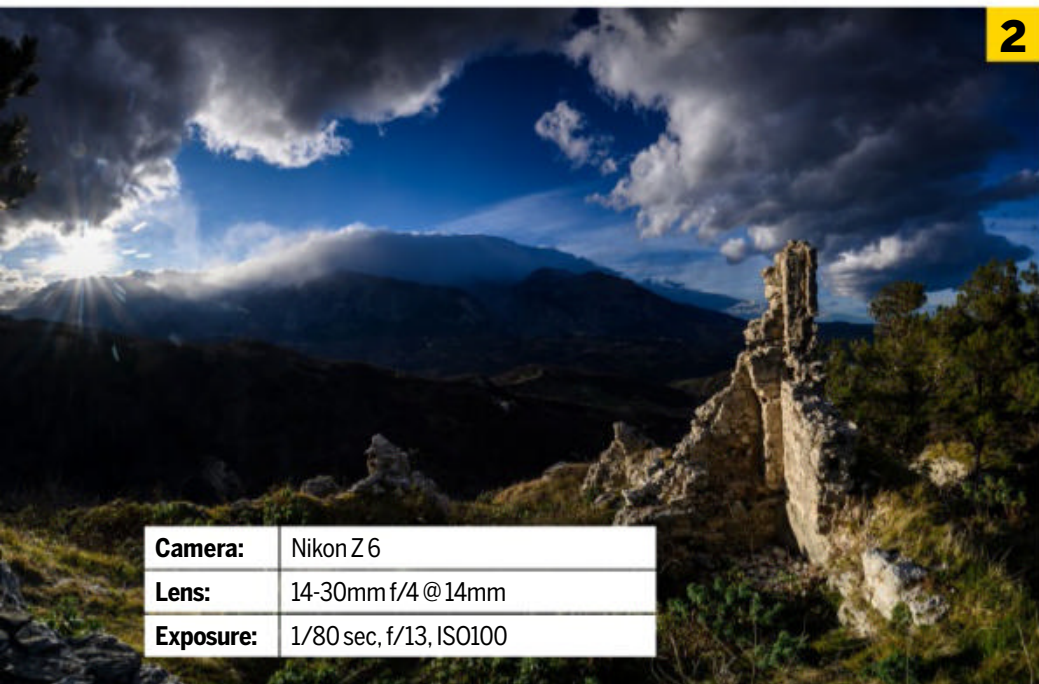 2
Camera: Nikon Z 6
Lens: 14-30mm f/4 @ 14mm
Exposure: 1/80 sec, f/13, ISO100